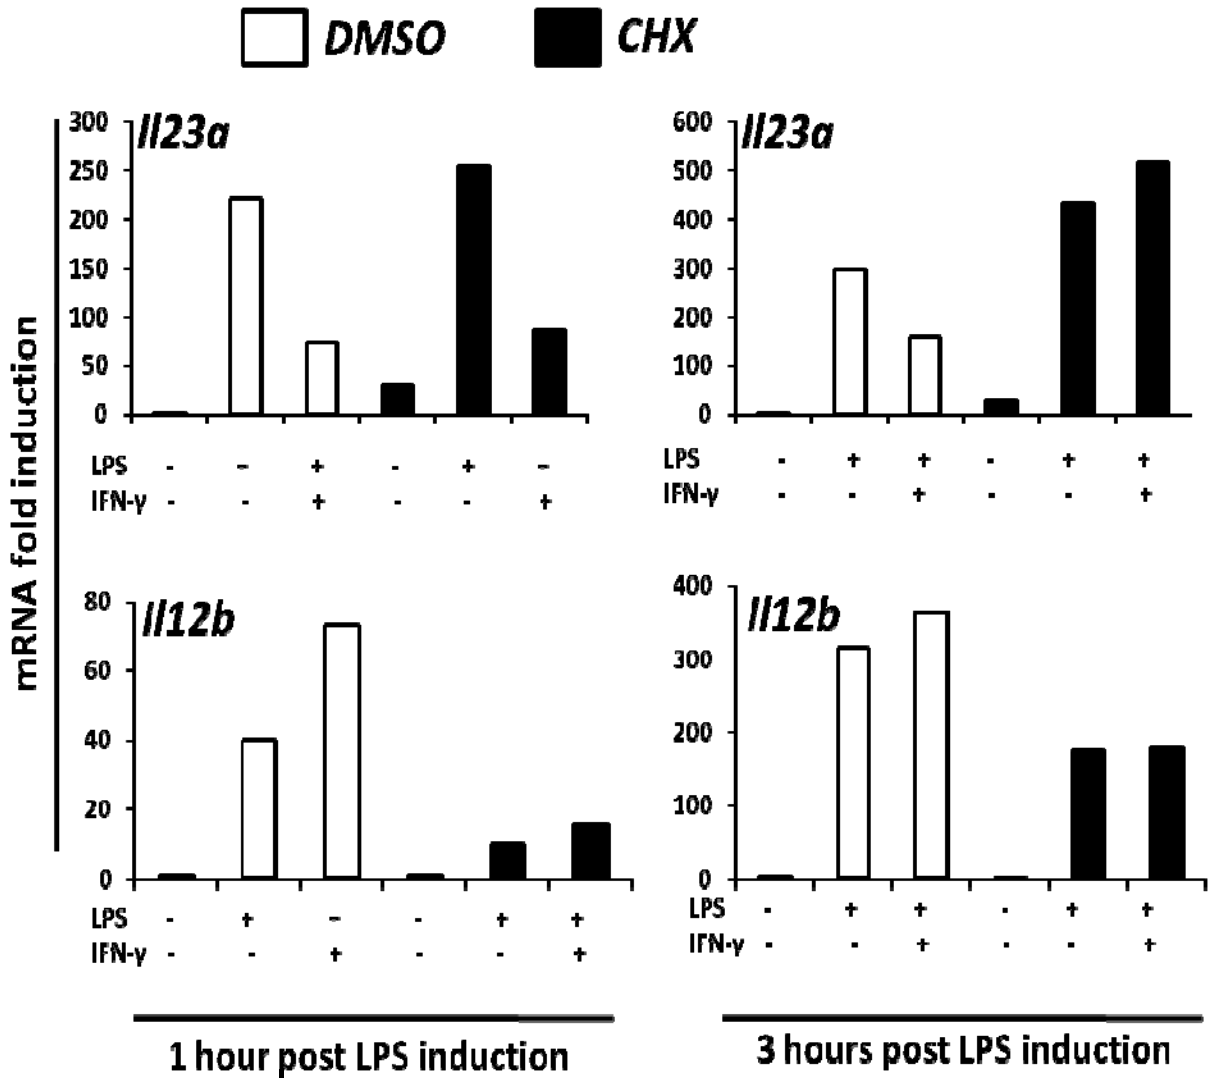 DMSO CHX
mRNA fold induction
Il23a
300
250
200
150
100
50
0
LPS - – + - + –
IFN-γ - - + - - +
Il23a
600
500
400
300
200
100
0
LPS - + + - + +
IFN-γ - - + - - +
Il12b
80
60
40
20
0
LPS - + – - + +
IFN-γ - - + - - +
Il12b
400
300
200
100
0
LPS - + + - + +
IFN-γ - - + - - +
1 hour post LPS induction
3 hours post LPS induction